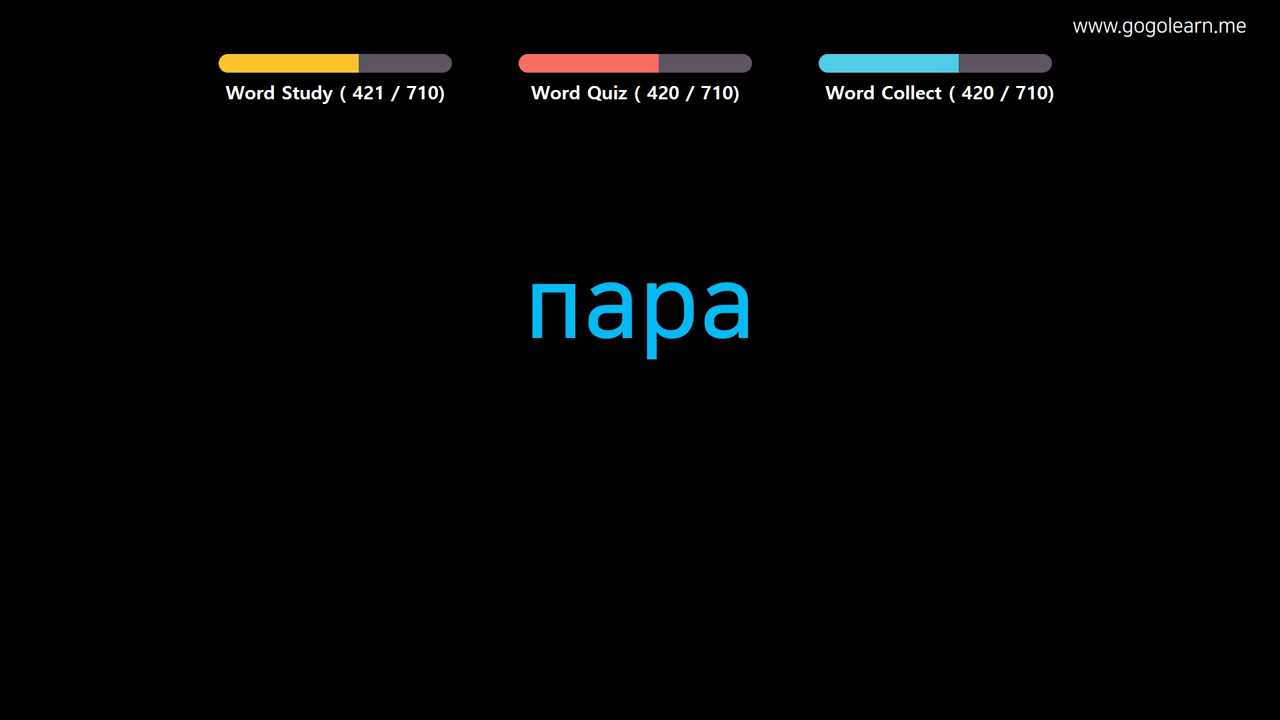 www.gogolearn.me
Word Study ( 421 / 710)
Word Quiz ( 420 / 710)
Word Collect ( 420 / 710)
пара